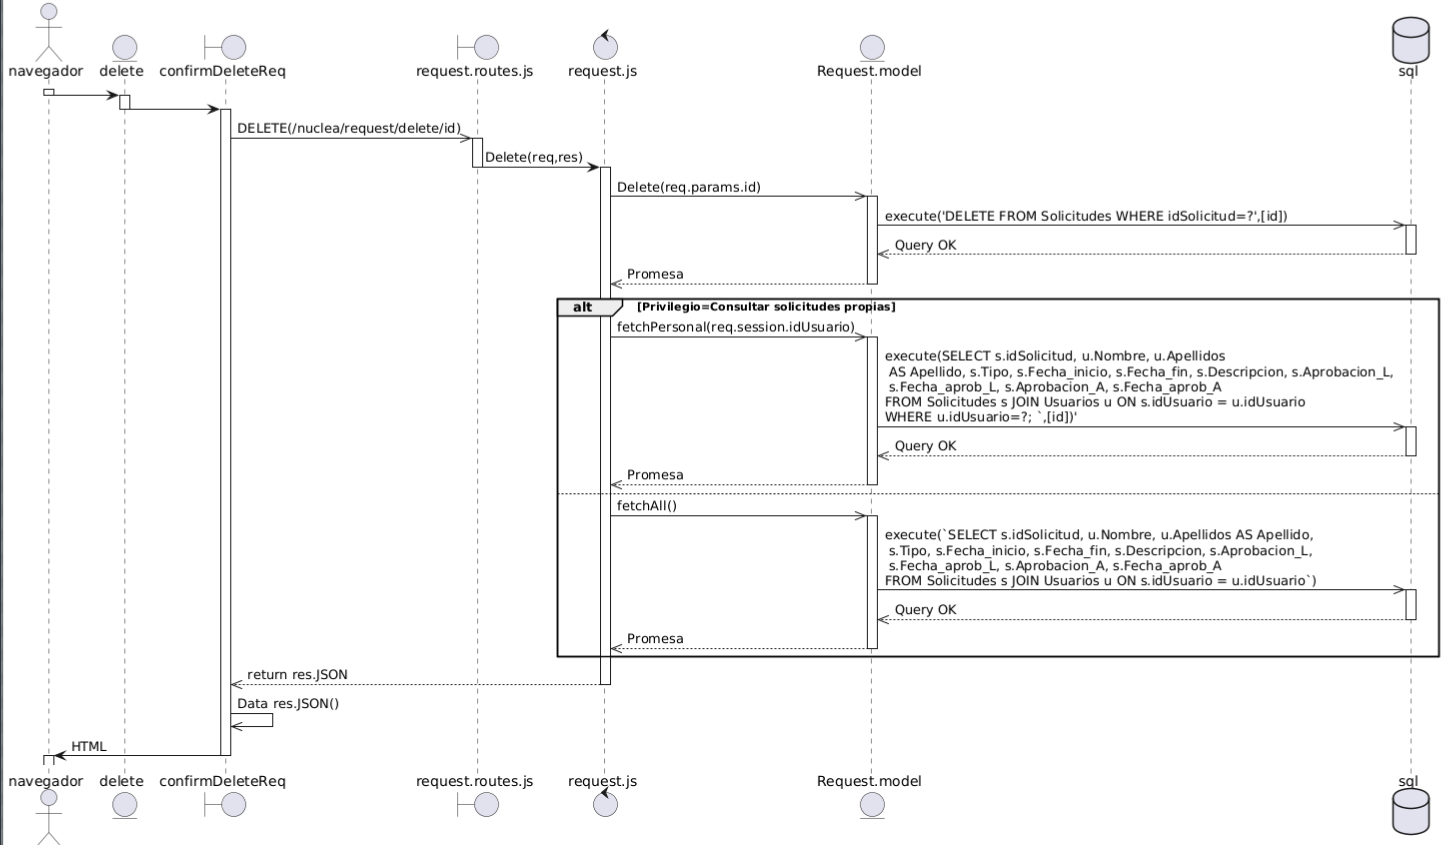 navegador
delete
confirmDeleteReq
request.routes.js
request.js
Request.model
sql
DELETE(/nuclea/request/delete/id)
Delete(req,res)
Delete(req.params.id)
execute('DELETE FROM Solicitudes WHERE idSolicitud=?',[id])
Query OK
Promesa
alt
[Privilegio=Consultar solicitudes propias]
fetchPersonal(req.session.idUsuario)
execute(SELECT s.idSolicitud, u.Nombre, u.Apellidos
AS Apellido, s.Tipo, s.Fecha_inicio, s.Fecha_fin, s.Descripcion, s.Aprobacion_L,
s.Fecha_aprob_L, s.Aprobacion_A, s.Fecha_aprob_A
FROM Solicitudes s JOIN Usuarios u ON s.idUsuario = u.idUsuario
WHERE u.idUsuario=?; `,[id])'
Query OK
Promesa
fetchAll()
execute(`SELECT s.idSolicitud, u.Nombre, u.Apellidos AS Apellido,
s.Tipo, s.Fecha_inicio, s.Fecha_fin, s.Descripcion, s.Aprobacion_L,
s.Fecha_aprob_L, s.Aprobacion_A, s.Fecha_aprob_A
FROM Solicitudes s JOIN Usuarios u ON s.idUsuario = u.idUsuario`)
Query OK
Promesa
return res.JSON
Data res.JSON()
HTML
navegador
delete
confirmDeleteReq
request.routes.js
request.js
Request.model
sql